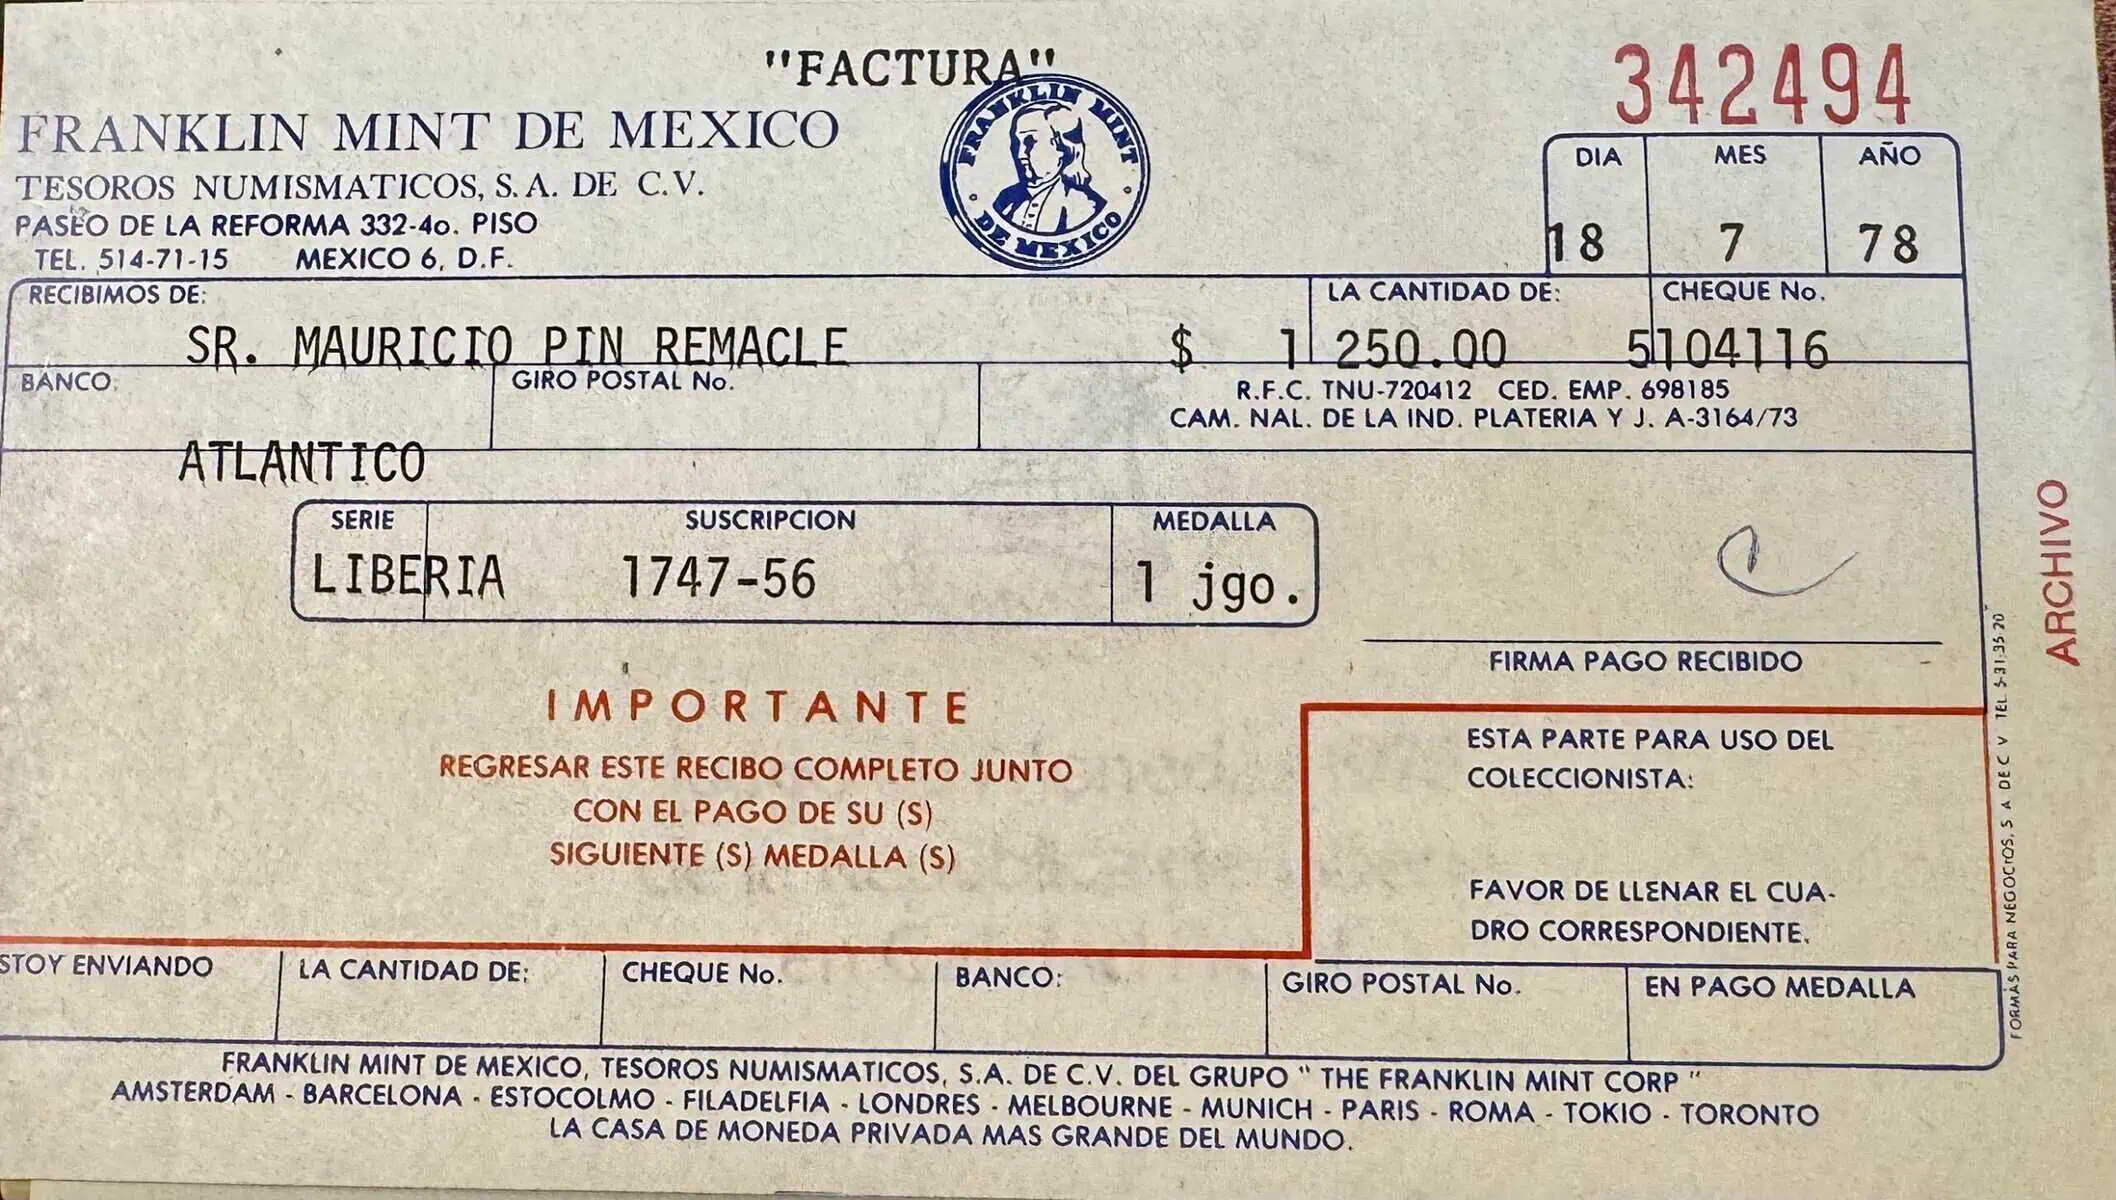 "FACTURA"
342494
FRANKLIN MINT DE MEXICO
TESOROS NUMISMATICOS, S.A. DE C.V.
PASEO DE LA REFORMA 332-4o. PISO
TEL. 514-71-15 MEXICO 6, D.F.
FRANKLIN MINT
DE MEXICO
DIA MES AÑO
18 7 78
RECIBIMOS DE: LA CANTIDAD DE: CHEQUE No.
SR. MAURICIO PIN REMACLE $ 1 250.00 5104116
BANCO: GIRO POSTAL No.
R.F.C. TNU-720412 CED. EMP. 698185
CAM. NAL. DE LA IND. PLATERIA Y J. A-3164/73
ATLANTICO
SERIE SUSCRIPCION MEDALLA
LIBERIA 1747-56 1 jgo.
FIRMA PAGO RECIBIDO
ARCHIVO
IMPORTANTE
REGRESAR ESTE RECIBO COMPLETO JUNTO
CON EL PAGO DE SU (S)
SIGUIENTE (S) MEDALLA (S)
ESTA PARTE PARA USO DEL
COLECCIONISTA:
FAVOR DE LLENAR EL CUA-
DRO CORRESPONDIENTE.
FORMAS PARA NEGOCIOS, S A DE C V TEL 5-31-35 20
STOY ENVIANDO LA CANTIDAD DE: CHEQUE No. BANCO: GIRO POSTAL No. EN PAGO MEDALLA
FRANKLIN MINT DE MEXICO, TESOROS NUMISMATICOS, S.A. DE C.V. DEL GRUPO " THE FRANKLIN MINT CORP "
AMSTERDAM - BARCELONA - ESTOCOLMO - FILADELFIA - LONDRES - MELBOURNE - MUNICH - PARIS - ROMA - TOKIO - TORONTO
LA CASA DE MONEDA PRIVADA MAS GRANDE DEL MUNDO.